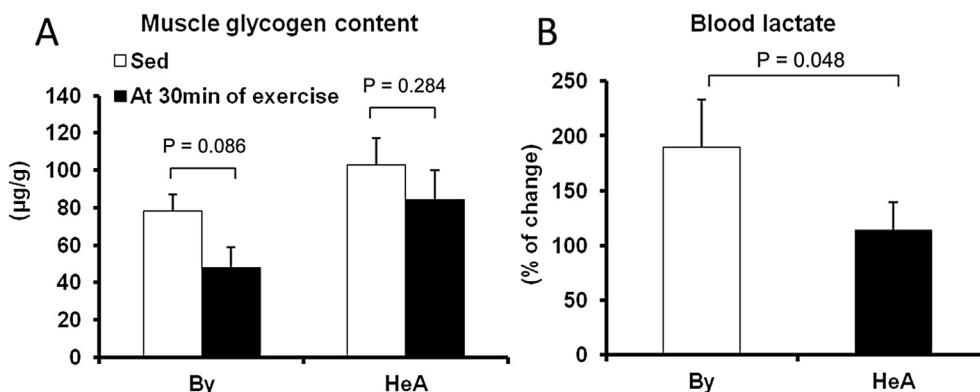 A
Muscle glycogen content
Sed
At 30min of exercise
P = 0.086
P = 0.284
(µg/g)
140
120
100
80
60
40
20
0
By
HeA
B
Blood lactate
P = 0.048
(% of change)
250
200
150
100
50
0
By
HeA